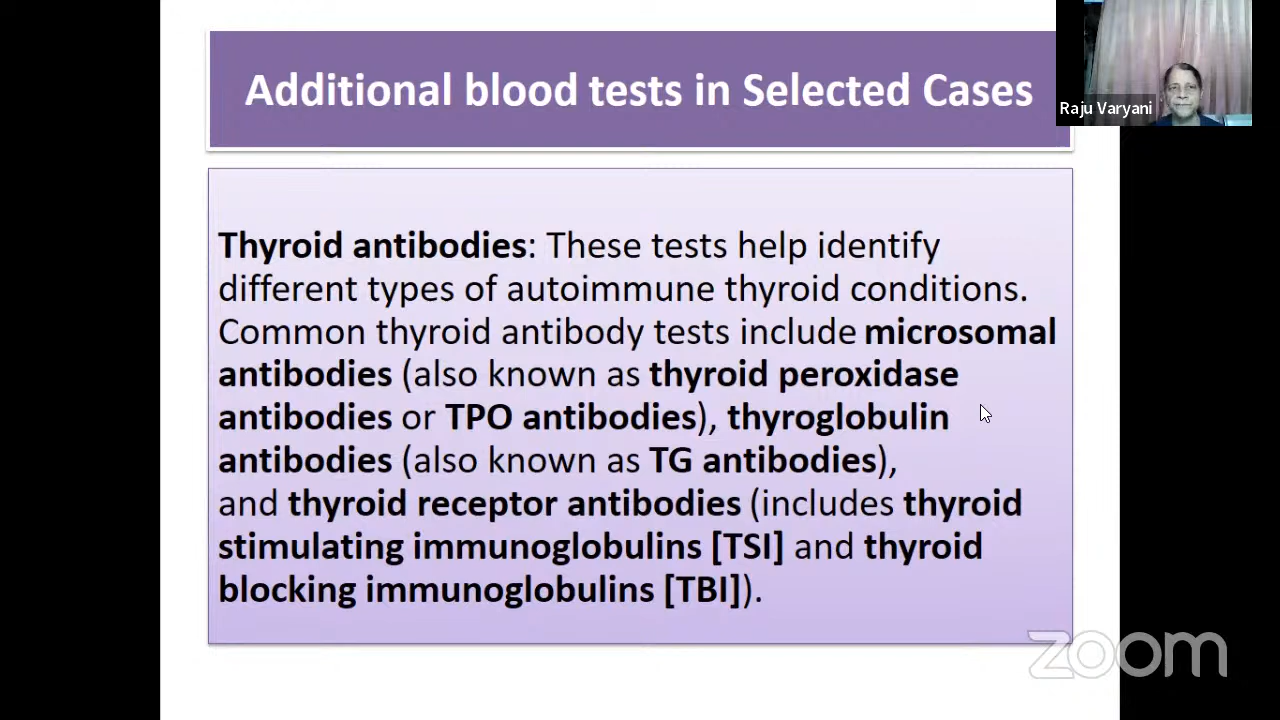 Additional blood tests in Selected Cases
Raju Varyani
Thyroid antibodies: These tests help identify
different types of autoimmune thyroid conditions.
Common thyroid antibody tests include microsomal
antibodies (also known as thyroid peroxidase
antibodies or TPO antibodies), thyroglobulin
antibodies (also known as TG antibodies),
and thyroid receptor antibodies (includes thyroid
stimulating immunoglobulins [TSI] and thyroid
blocking immunoglobulins [TBI]).
zoom